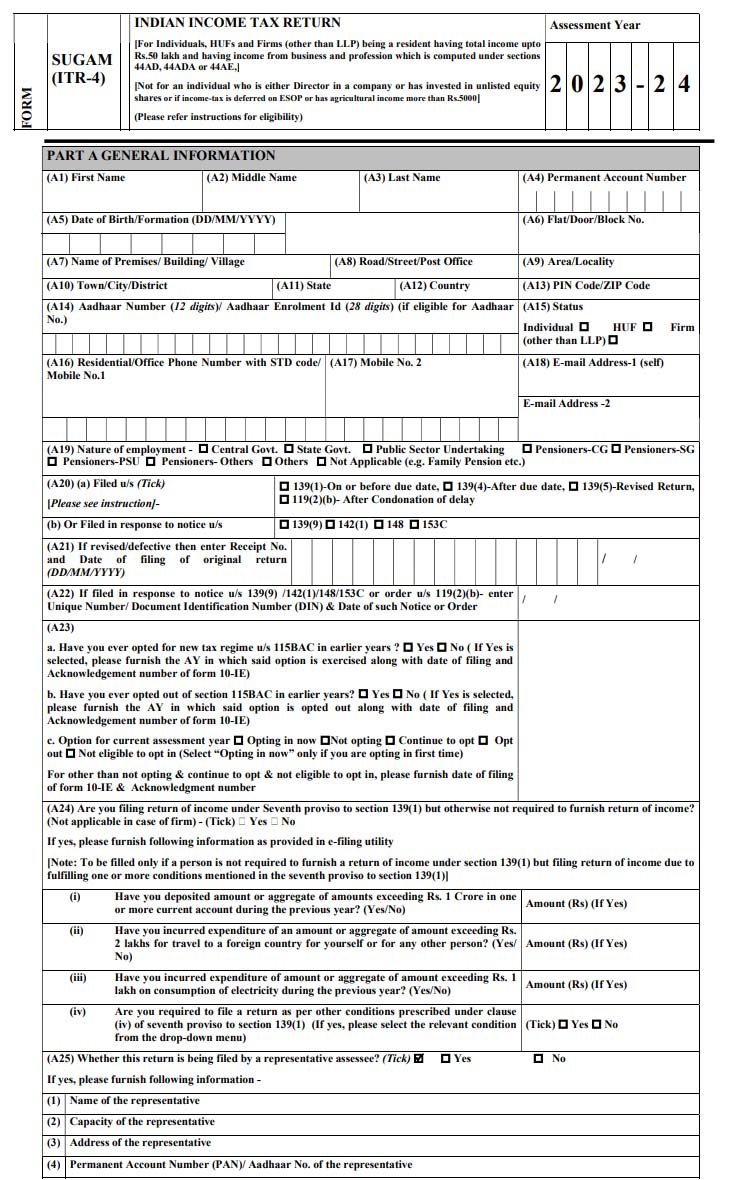 FORM
SUGAM
(ITR-4)
INDIAN INCOME TAX RETURN
[For Individuals, HUFs and Firms (other than LLP) being a resident having total income upto
Rs.50 lakh and having income from business and profession which is computed under sections
44AD, 44ADA or 44AE,]
[Not for an individual who is either Director in a company or has invested in unlisted equity
shares or if income-tax is deferred on ESOP or has agricultural income more than Rs.5000]
(Please refer instructions for eligibility)
Assessment Year
2 0 2 3 - 2 4
PART A GENERAL INFORMATION
(A1) First Name
(A2) Middle Name
(A3) Last Name
(A4) Permanent Account Number
(A5) Date of Birth/Formation (DD/MM/YYYY)
(A6) Flat/Door/Block No.
(A7) Name of Premises/ Building/ Village
(A8) Road/Street/Post Office
(A9) Area/Locality
(A10) Town/City/District
(A11) State
(A12) Country
(A13) PIN Code/ZIP Code
(A14) Aadhaar Number (12 digits)/ Aadhaar Enrolment Id (28 digits) (if eligible for Aadhaar
No.)
(A15) Status
Individual ☐ HUF ☐ Firm
(other than LLP) ☐
(A16) Residential/Office Phone Number with STD code/
Mobile No.1
(A17) Mobile No. 2
(A18) E-mail Address-1 (self)
E-mail Address -2
(A19) Nature of employment - ☐ Central Govt. ☐ State Govt. ☐ Public Sector Undertaking ☐ Pensioners-CG ☐ Pensioners-SG
☐ Pensioners-PSU ☐ Pensioners- Others ☐ Others ☐ Not Applicable (e.g. Family Pension etc.)
(A20) (a) Filed u/s (Tick)
[Please see instruction]-
☐ 139(1)-On or before due date, ☐ 139(4)-After due date, ☐ 139(5)-Revised Return,
☐ 119(2)(b)- After Condonation of delay
(b) Or Filed in response to notice u/s
☐ 139(9) ☐ 142(1) ☐ 148 ☐ 153C
(A21) If revised/defective then enter Receipt No.
and Date of filing of original return
(DD/MM/YYYY)
/ /
(A22) If filed in response to notice u/s 139(9) /142(1)/148/153C or order u/s 119(2)(b)- enter
Unique Number/ Document Identification Number (DIN) & Date of such Notice or Order
/ /
(A23)
a. Have you ever opted for new tax regime u/s 115BAC in earlier years ? ☐ Yes ☐ No ( If Yes is
selected, please furnish the AY in which said option is exercised along with date of filing and
Acknowledgement number of form 10-IE)
b. Have you ever opted out of section 115BAC in earlier years? ☐ Yes ☐ No ( If Yes is selected,
please furnish the AY in which said option is opted out along with date of filing and
Acknowledgement number of form 10-IE)
c. Option for current assessment year ☐ Opting in now ☐Not opting ☐ Continue to opt ☐ Opt
out ☐ Not eligible to opt in (Select “Opting in now” only if you are opting in first time)
For other than not opting & continue to opt & not eligible to opt in, please furnish date of filing
of form 10-IE & Acknowledgment number
(A24) Are you filing return of income under Seventh proviso to section 139(1) but otherwise not required to furnish return of income?
(Not applicable in case of firm) - (Tick) ☐ Yes ☐ No
If yes, please furnish following information as provided in e-filing utility
[Note: To be filled only if a person is not required to furnish a return of income under section 139(1) but filing return of income due to
fulfilling one or more conditions mentioned in the seventh proviso to section 139(1)]
(i) Have you deposited amount or aggregate of amounts exceeding Rs. 1 Crore in one
or more current account during the previous year? (Yes/No)
Amount (Rs) (If Yes)
(ii) Have you incurred expenditure of an amount or aggregate of amount exceeding Rs.
2 lakhs for travel to a foreign country for yourself or for any other person? (Yes/
No)
Amount (Rs) (If Yes)
(iii) Have you incurred expenditure of amount or aggregate of amount exceeding Rs. 1
lakh on consumption of electricity during the previous year? (Yes/No)
Amount (Rs) (If Yes)
(iv) Are you required to file a return as per other conditions prescribed under clause
(iv) of seventh proviso to section 139(1) (If yes, please select the relevant condition
from the drop-down menu)
(Tick) ☐ Yes ☐ No
(A25) Whether this return is being filed by a representative assessee? (Tick) ☑ ☐ Yes ☐ No
If yes, please furnish following information -
(1) Name of the representative
(2) Capacity of the representative
(3) Address of the representative
(4) Permanent Account Number (PAN)/ Aadhaar No. of the representative